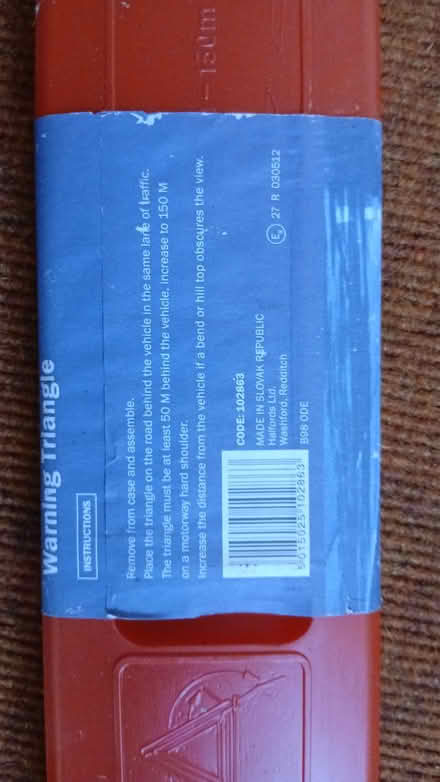 Warning Triangle
INSTRUCTIONS
Remove from case and assemble.
Place the triangle on the road behind the vehicle in the same lane of traffic.
The triangle must be at least 50 M behind the vehicle, increase to 150 M
on a motorway hard shoulder.
Increase the distance from the vehicle if a bend or hill top obscures the view.
CODE: 102863
MADE IN SLOVAK REPUBLIC
Halfords Ltd.
Washford, Redditch
B98 0DE
27 R 030512
5 015025 102863